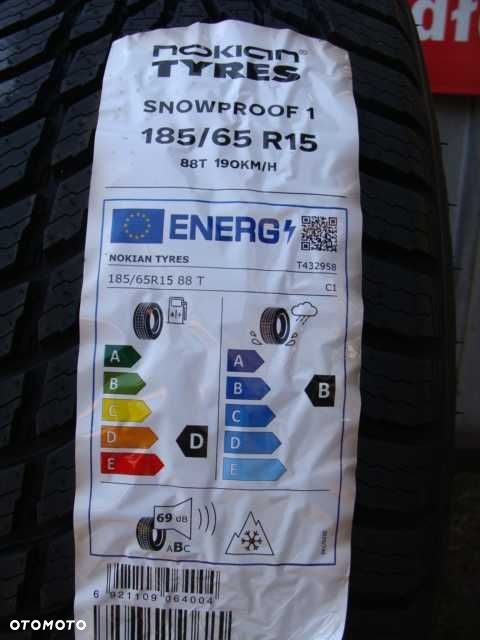 dł
nokian®
TYRES
SNOWPROOF 1
185/65 R15
88T 190KM/H
ENERG
NOKIAN TYRES T432958
185/65R15 88 T C1
A A
B B B
C C
D D D
E E
69 dB
ABC
6 921109 064004
OTOMOTO